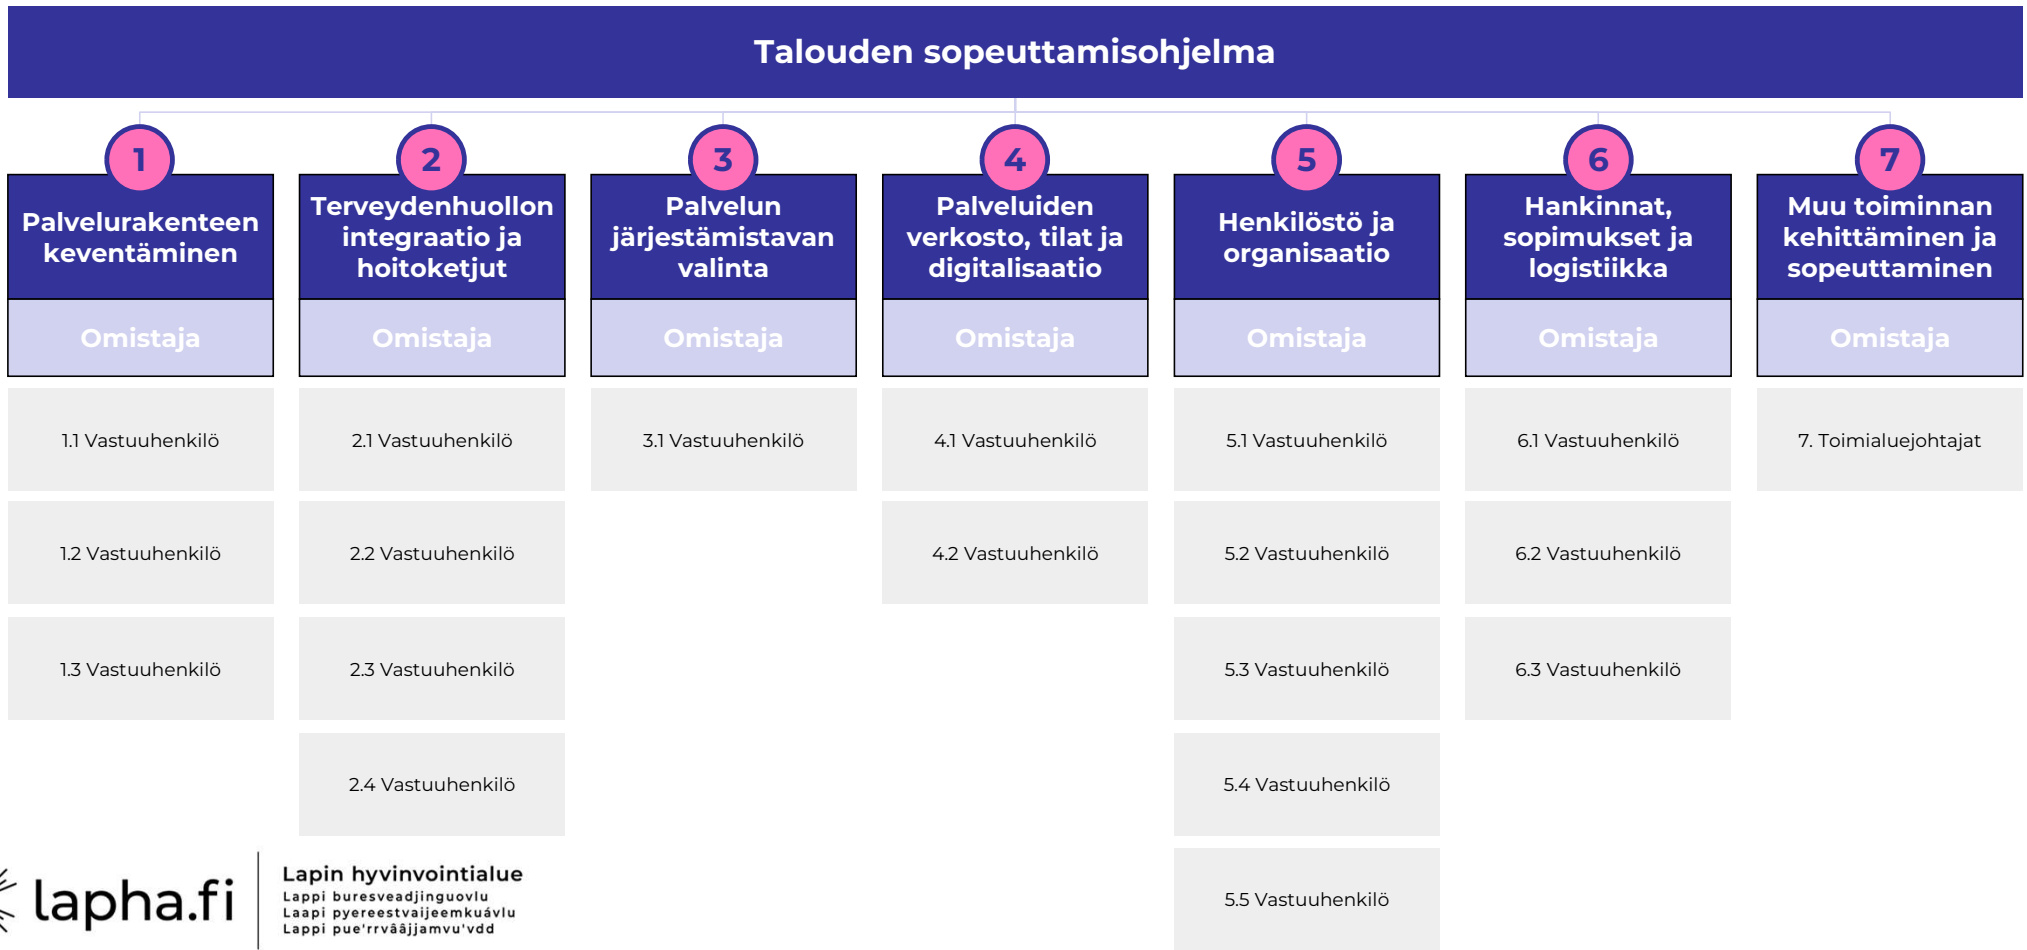 Talouden sopeuttamisohjelma
1
Palvelurakenteen
keventäminen
Omistaja
1.1 Vastuuhenkilö
1.2 Vastuuhenkilö
1.3 Vastuuhenkilö
2
Terveydenhuollon
integraatio ja
hoitoketjut
Omistaja
2.1 Vastuuhenkilö
2.2 Vastuuhenkilö
2.3 Vastuuhenkilö
2.4 Vastuuhenkilö
3
Palvelun
järjestämistavan
valinta
Omistaja
3.1 Vastuuhenkilö
4
Palveluiden
verkosto, tilat ja
digitalisaatio
Omistaja
4.1 Vastuuhenkilö
4.2 Vastuuhenkilö
5
Henkilöstö ja
organisaatio
Omistaja
5.1 Vastuuhenkilö
5.2 Vastuuhenkilö
5.3 Vastuuhenkilö
5.4 Vastuuhenkilö
5.5 Vastuuhenkilö
6
Hankinnat,
sopimukset ja
logistiikka
Omistaja
6.1 Vastuuhenkilö
6.2 Vastuuhenkilö
6.3 Vastuuhenkilö
7
Muu toiminnan
kehittäminen ja
sopeuttaminen
Omistaja
7. Toimialuejohtajat
lapha.fi
Lapin hyvinvointialue
Lappi buresveadjinguovlu
Laapi pyereestvaijeemkuávlu
Lappi pue'rrvââjjamvu'vdd